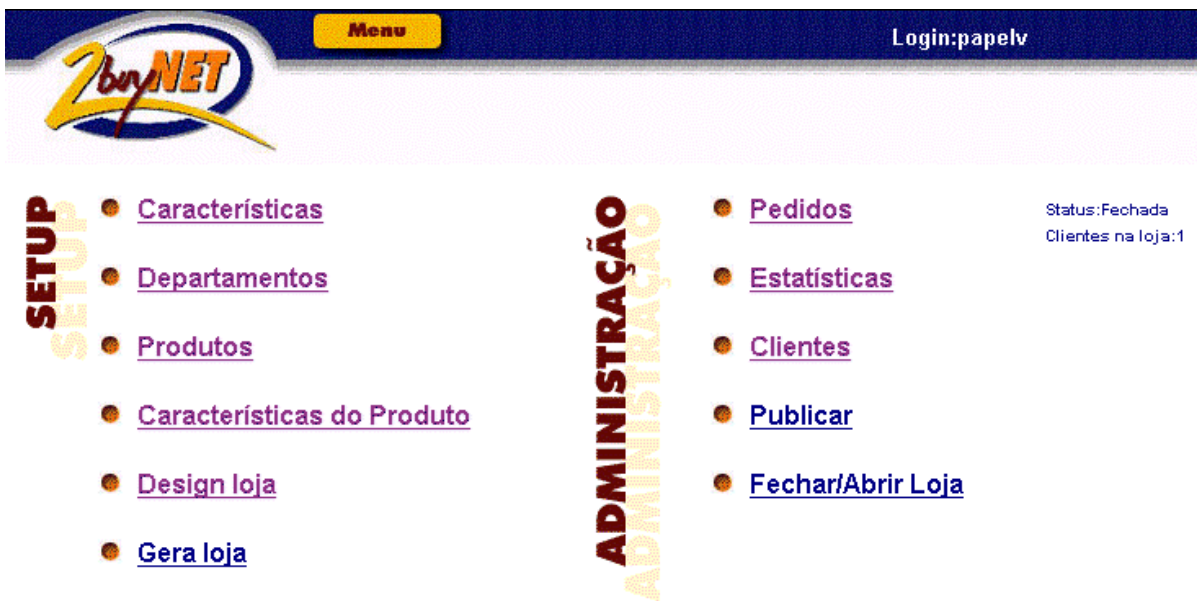 Menu
Login:papelv
2buyNET
SETUP
Características
Departamentos
Produtos
Características do Produto
Design loja
Gera loja
ADMINISTRAÇÃO
Pedidos
Estatísticas
Clientes
Publicar
Fechar/Abrir Loja
Status:Fechada
Clientes na loja:1